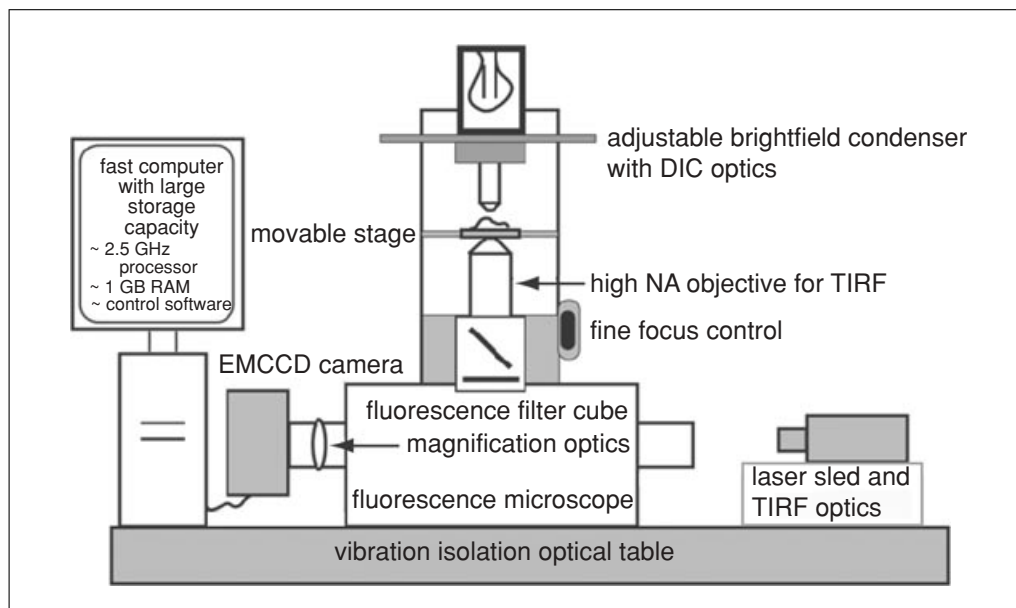 adjustable brightfield condenser
with DIC optics
fast computer
with large
storage
capacity
~ 2.5 GHz
processor
~ 1 GB RAM
~ control software
movable stage
high NA objective for TIRF
fine focus control
EMCCD camera
fluorescence filter cube
magnification optics
fluorescence microscope
laser sled and
TIRF optics
vibration isolation optical table